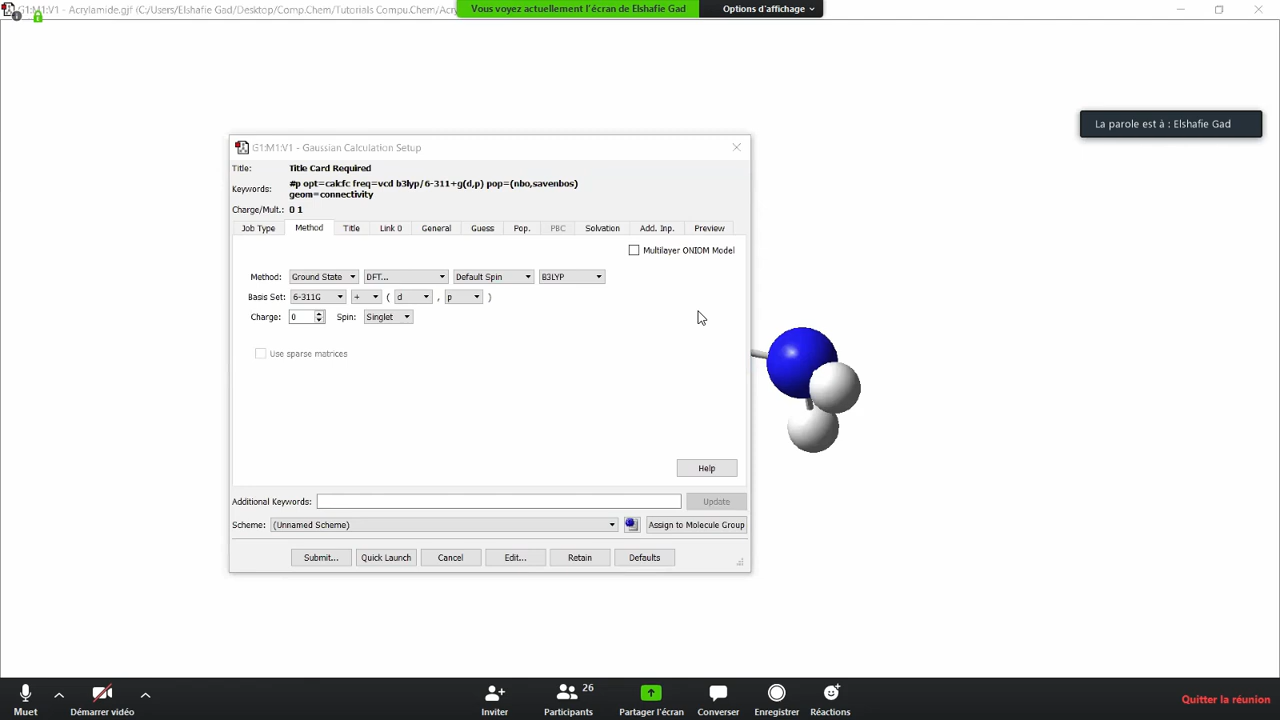 G1:M1:V1 - Acrylamide.gjf (C:/Users/Elshafie Gad/Desktop/Comp.Chem/Tutorials Compu.Chem/Acry
Vous voyez actuellement l'écran de Elshafie Gad
Options d'affichage
La parole est à : Elshafie Gad
G1:M1:V1 - Gaussian Calculation Setup
Title: Title Card Required
Keywords: #p opt=calcfc freq=vcd b3lyp/6-311+g(d,p) pop=(nbo,savenbos)
geom=connectivity
Charge/Mult.: 0 1
Job Type Method Title Link 0 General Guess Pop. PBC Solvation Add. Inp. Preview
Multilayer ONIOM Model
Method: Ground State DFT... Default Spin B3LYP
Basis Set: 6-311G + ( d , p )
Charge: 0 Spin: Singlet
Use sparse matrices
Help
Additional Keywords: Update
Scheme: (Unnamed Scheme) Assign to Molecule Group
Submit... Quick Launch Cancel Edit... Retain Defaults
Muet Démarrer vidéo Inviter Participants 26 Partager l'écran Converser Enregistrer Réactions Quitter la réunion